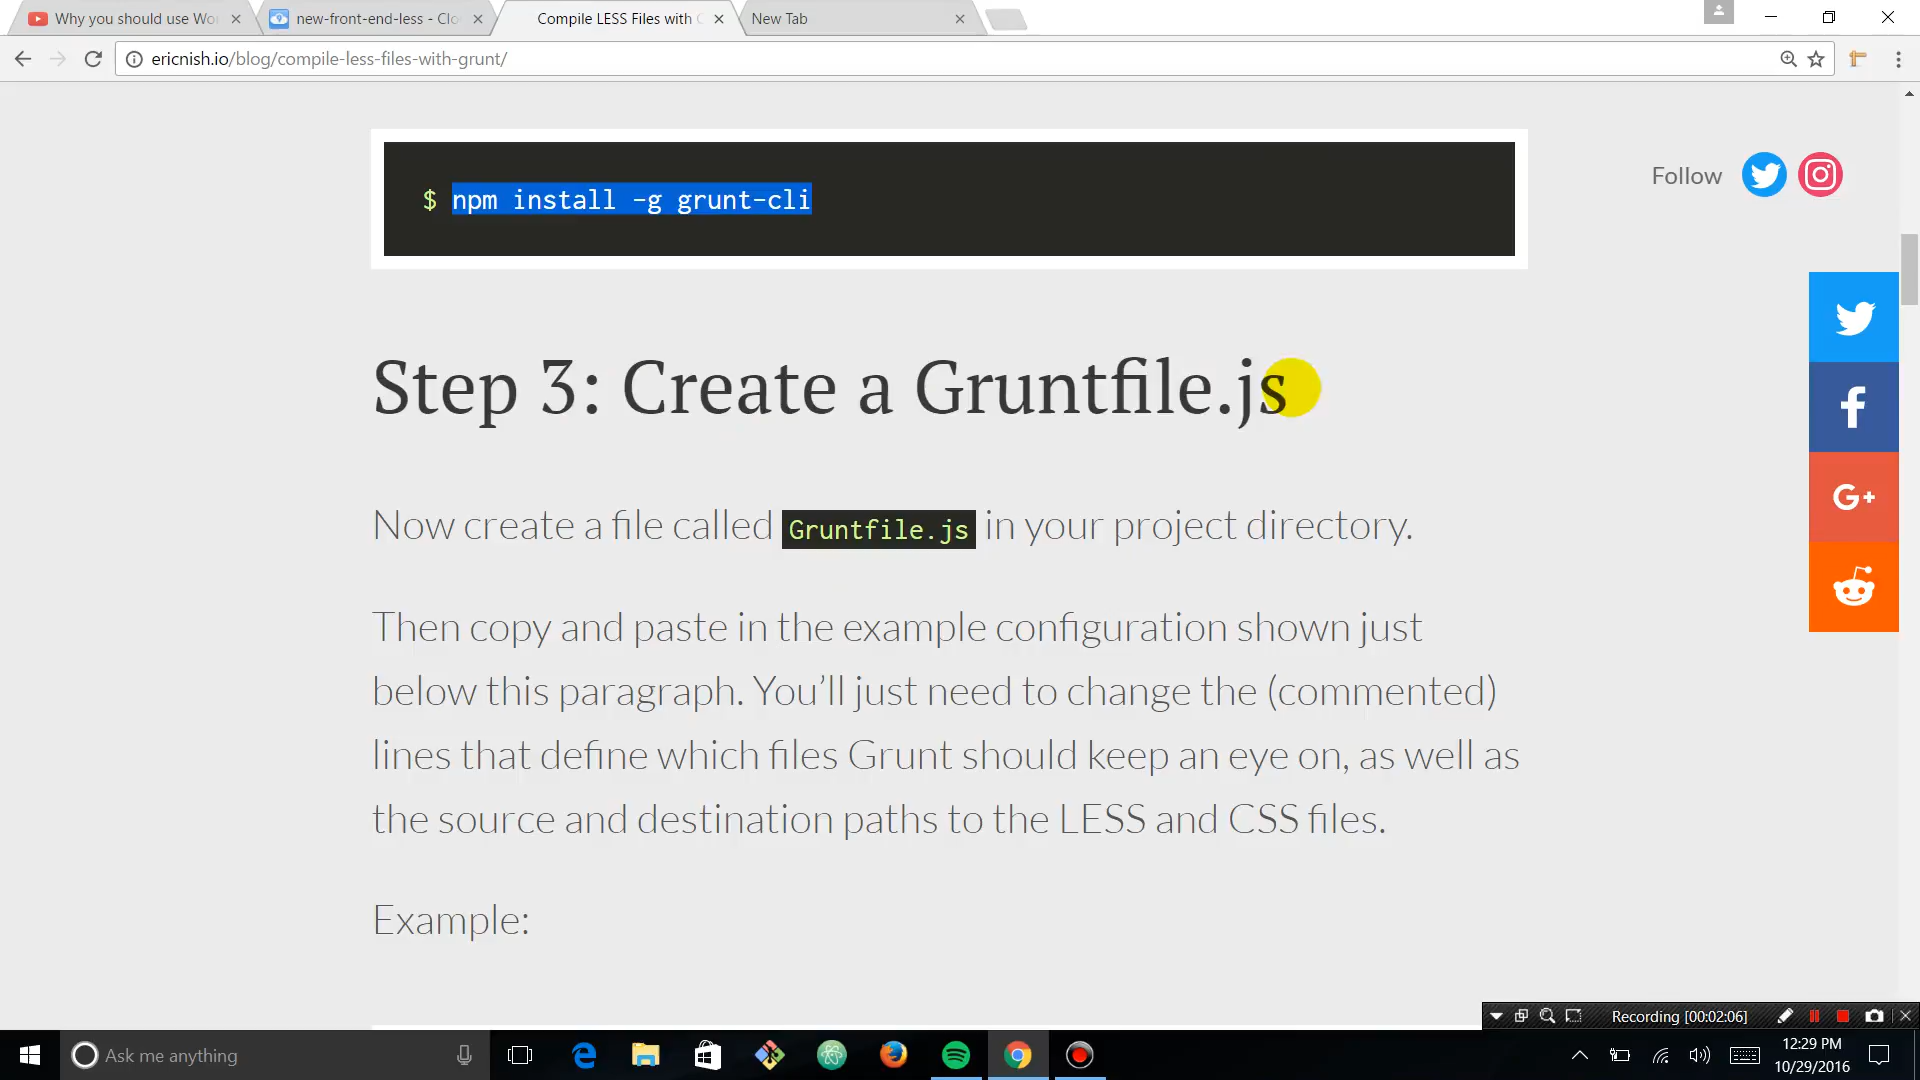 Why you should use Wo
new-front-end-less - Clo
Compile LESS Files with
New Tab
ericnish.io/blog/compile-less-files-with-grunt/
$ npm install -g grunt-cli
Follow
Step 3: Create a Gruntfile.js
Now create a file called Gruntfile.js in your project directory.
Then copy and paste in the example configuration shown just
below this paragraph. You’ll just need to change the (commented)
lines that define which files Grunt should keep an eye on, as well as
the source and destination paths to the LESS and CSS files.
Example:
G+
Recording [00:02:06]
Ask me anything
12:29 PM
10/29/2016